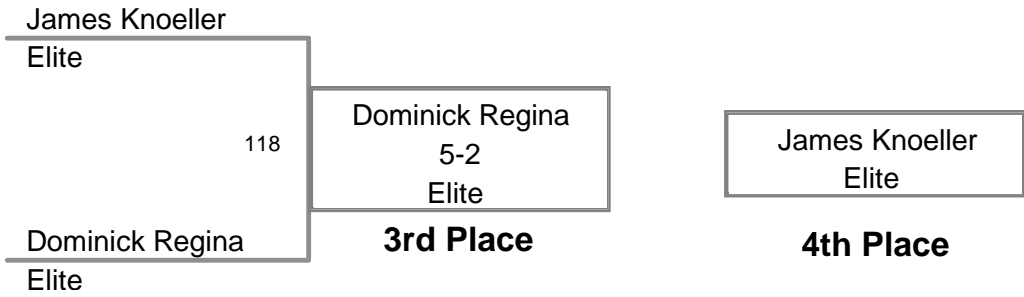 James Knoeller
Elite
118
Dominick Regina
5-2
Elite
3rd Place
Dominick Regina
Elite
James Knoeller
Elite
4th Place